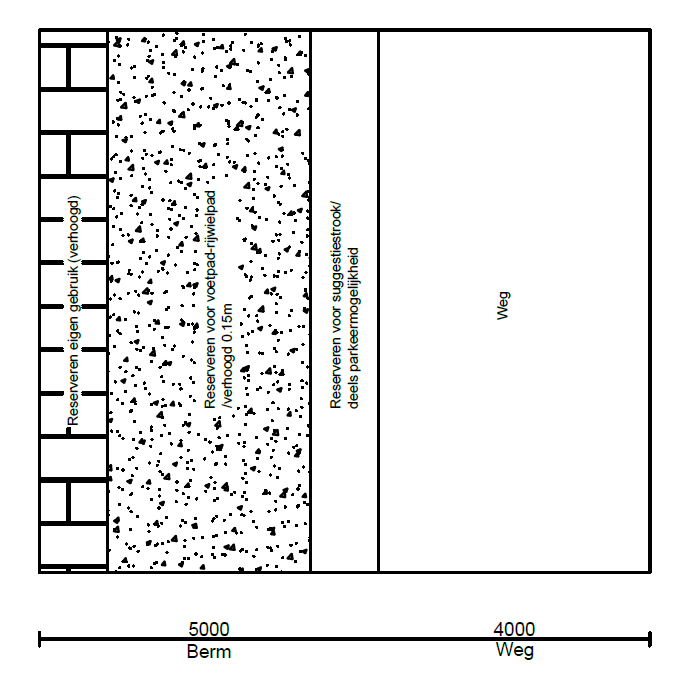 Reserveren eigen gebruik (verhoogd)
Reserveren voor voetpad-rijwielpad
/verhoogd 0.15m
Reserveren voor suggestiestrook/
deels parkeermogelijkheid
Weg
5000
Berm
4000
Weg